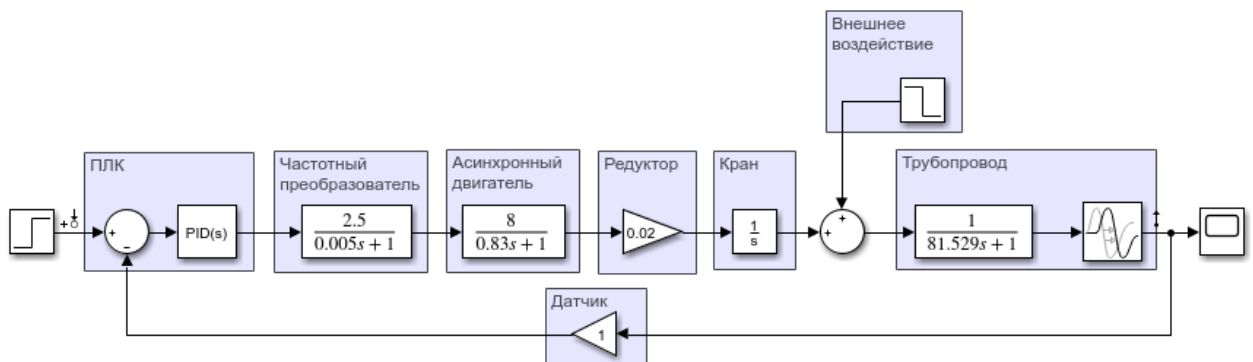 Внешнее
воздействие
ПЛК
Частотный
преобразователь
Асинхронный
двигатель
Редуктор
Кран
Трубопровод
+
−
PID(s)
2.5
0.005s + 1
8
0.83s + 1
0.02
1
s
+
+
1
81.529s + 1
Датчик
1